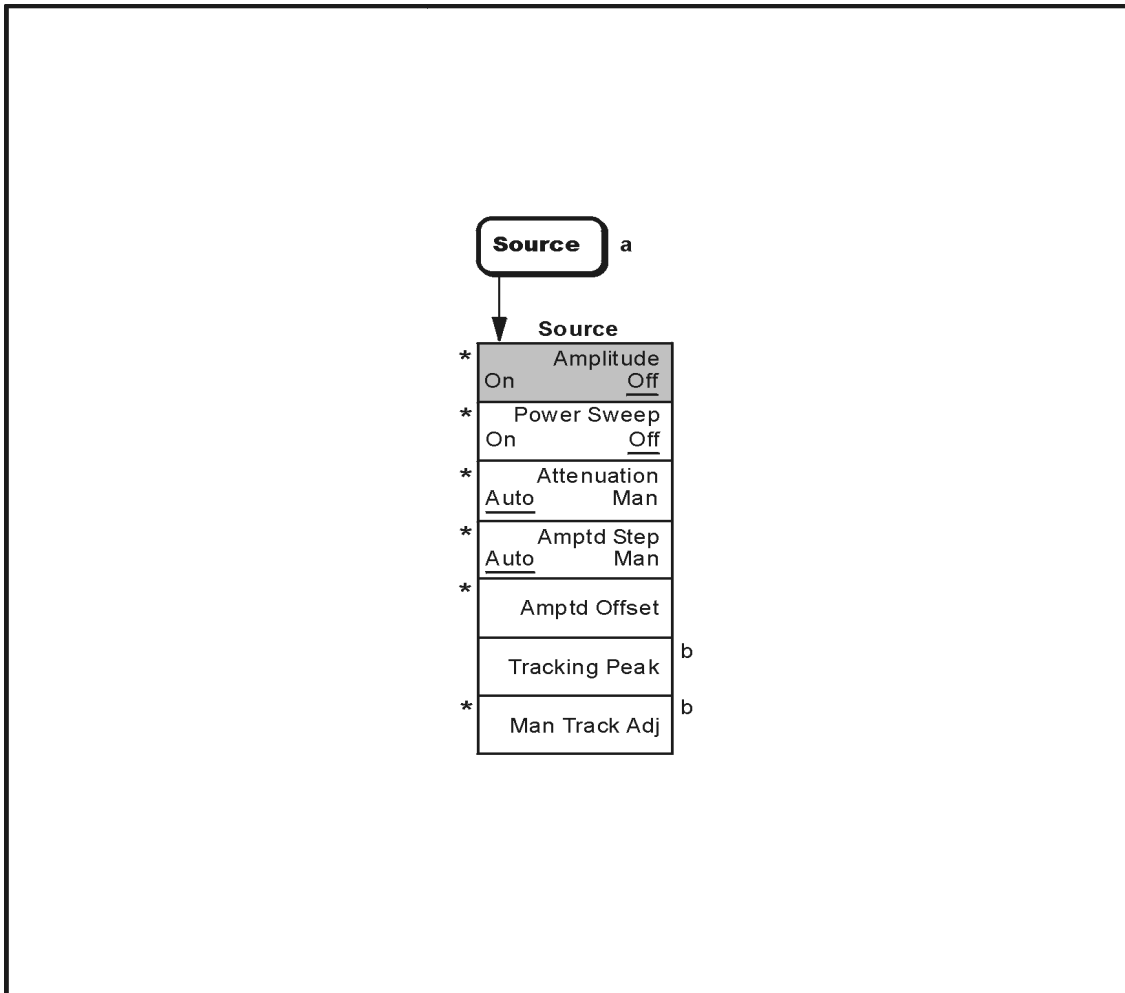 Source a
Source
* Amplitude
On Off
* Power Sweep
On Off
* Attenuation
Auto Man
* Amptd Step
Auto Man
* Amptd Offset
Tracking Peak b
* Man Track Adj b